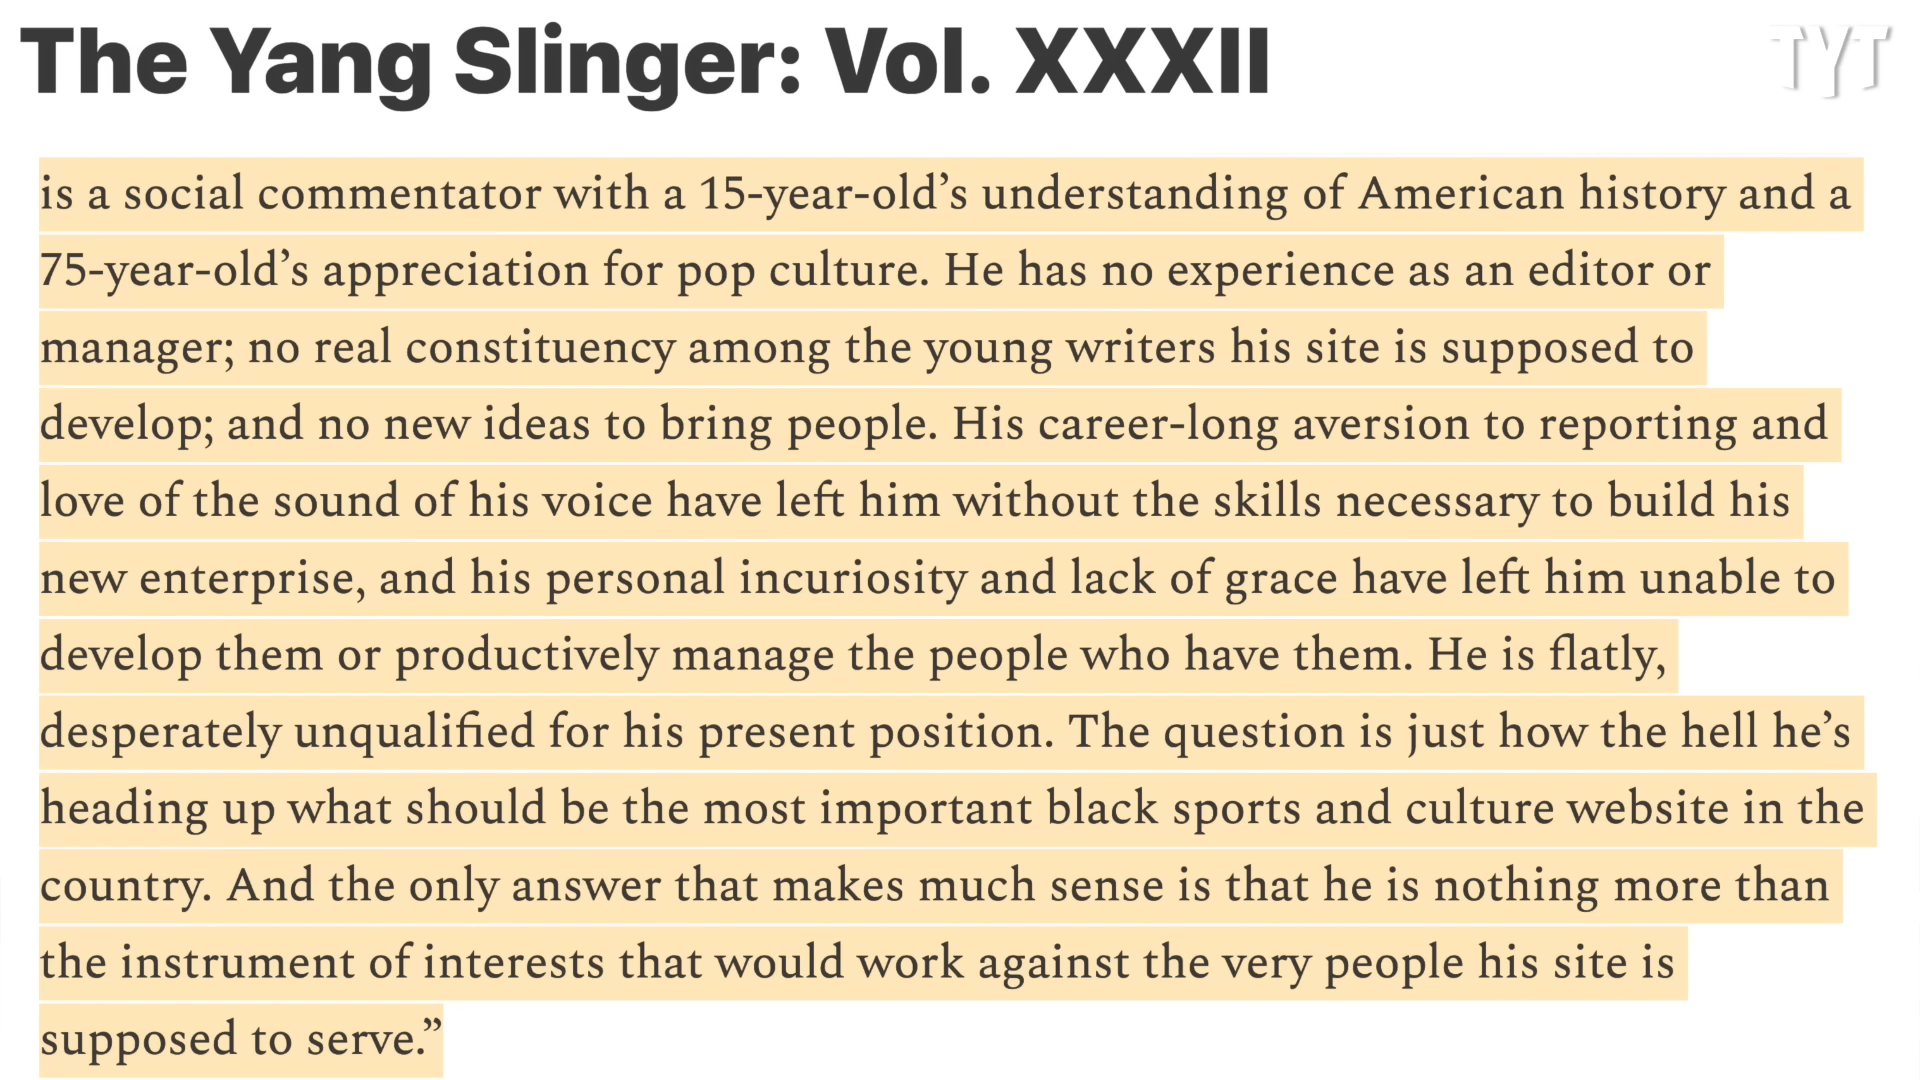 The Yang Slinger: Vol. XXXII
TYT
is a social commentator with a 15-year-old’s understanding of American history and a
75-year-old’s appreciation for pop culture. He has no experience as an editor or
manager; no real constituency among the young writers his site is supposed to
develop; and no new ideas to bring people. His career-long aversion to reporting and
love of the sound of his voice have left him without the skills necessary to build his
new enterprise, and his personal incuriosity and lack of grace have left him unable to
develop them or productively manage the people who have them. He is flatly,
desperately unqualified for his present position. The question is just how the hell he’s
heading up what should be the most important black sports and culture website in the
country. And the only answer that makes much sense is that he is nothing more than
the instrument of interests that would work against the very people his site is
supposed to serve.”